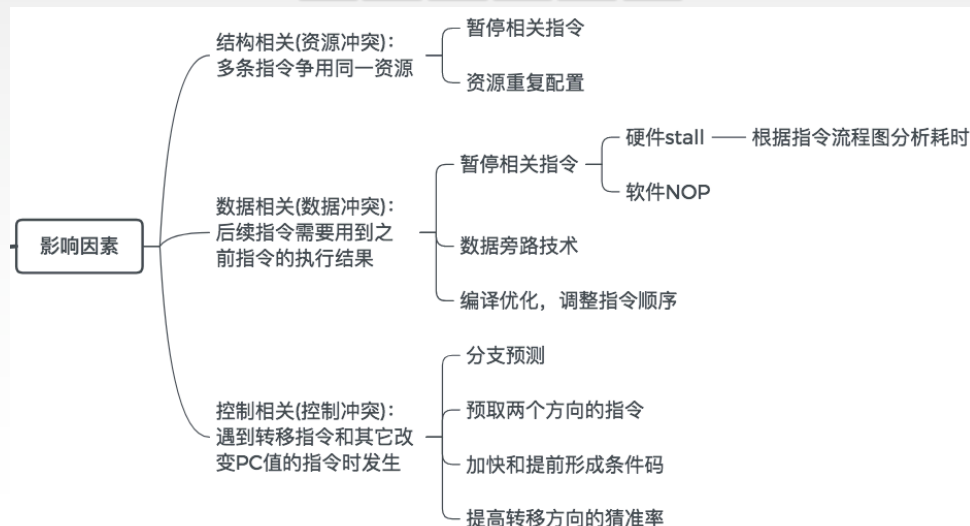 影响因素
结构相关(资源冲突)：
多条指令争用同一资源
暂停相关指令
资源重复配置
数据相关(数据冲突)：
后续指令需要用到之
前指令的执行结果
暂停相关指令
硬件stall
根据指令流程图分析耗时
软件NOP
数据旁路技术
编译优化，调整指令顺序
控制相关(控制冲突)：
遇到转移指令和其它改
变PC值的指令时发生
分支预测
预取两个方向的指令
加快和提前形成条件码
提高转移方向的猜准率